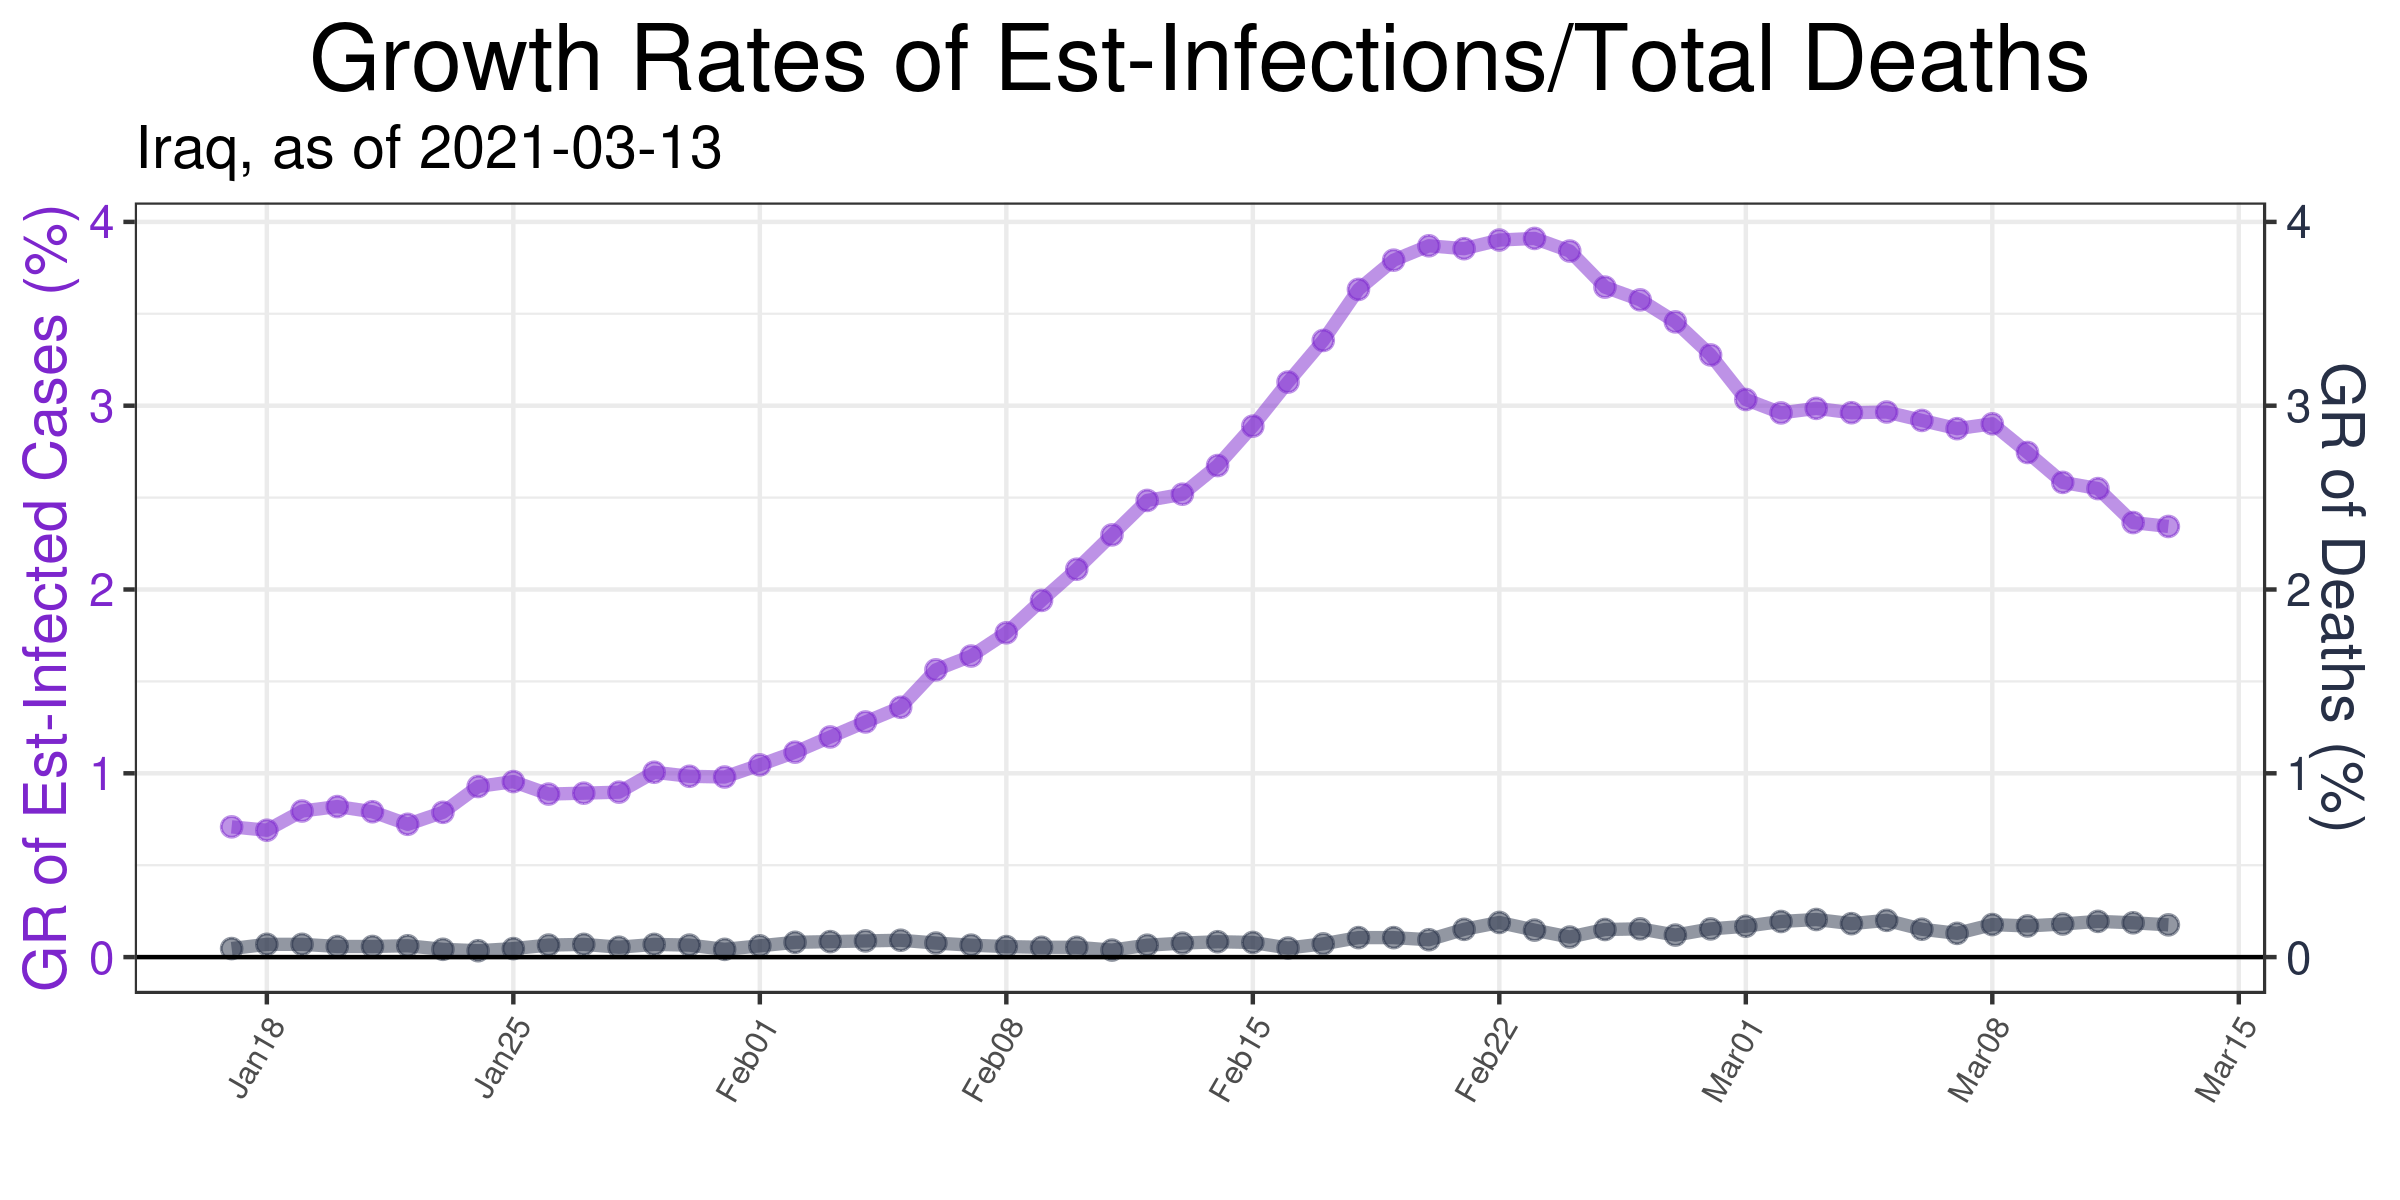 Growth Rates of Est-Infections/Total Deaths
Iraq, as of 2021-03-13
GR of Est-Infected Cases (%)
4
3
2
1
0
4
3
2
1
0
GR of Deaths (%)
Jan18
Jan25
Feb01
Feb08
Feb15
Feb22
Mar01
Mar08
Mar15